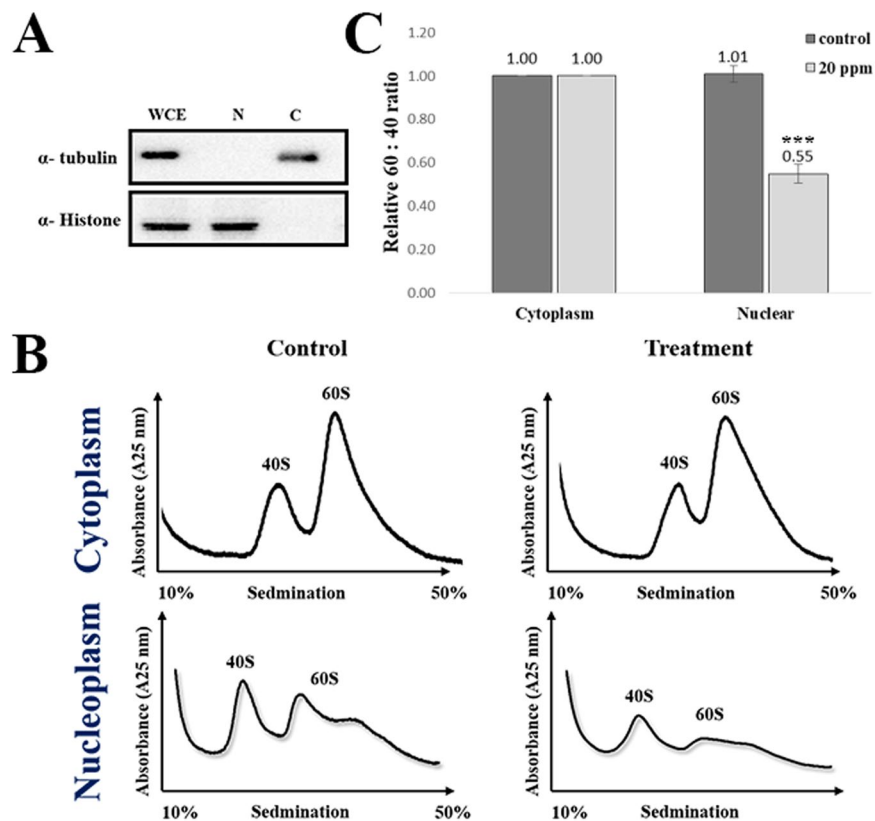 A
WCE N C
α- tubulin
α- Histone
C
Relative 60 : 40 ratio
1.20
1.00
0.80
0.60
0.40
0.20
0.00
1.00 1.00
1.01
***
0.55
control
20 ppm
Cytoplasm Nuclear
B
Control Treatment
Cytoplasm
Absorbance (A25 nm)
40S
60S
10% Sedmination 50%
Absorbance (A25 nm)
40S
60S
10% Sedmination 50%
Nucleoplasm
Absorbance (A25 nm)
40S
60S
10% Sedmination 50%
Absorbance (A25 nm)
40S
60S
10% Sedmination 50%